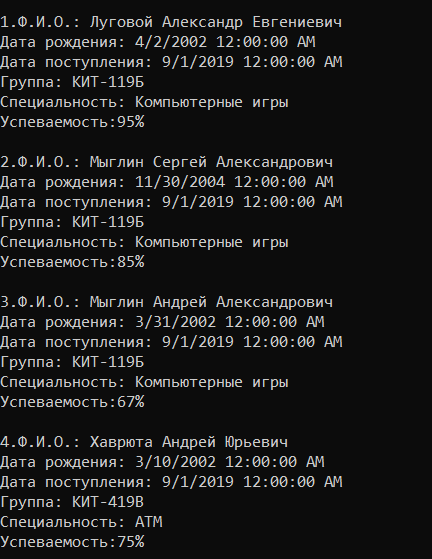 1.Ф.И.О.: Луговой Александр Евгениевич
Дата рождения: 4/2/2002 12:00:00 AM
Дата поступления: 9/1/2019 12:00:00 AM
Группа: КИТ-119Б
Специальность: Компьютерные игры
Успеваемость:95%
2.Ф.И.О.: Мыглин Сергей Александрович
Дата рождения: 11/30/2004 12:00:00 AM
Дата поступления: 9/1/2019 12:00:00 AM
Группа: КИТ-119Б
Специальность: Компьютерные игры
Успеваемость:85%
3.Ф.И.О.: Мыглин Андрей Александрович
Дата рождения: 3/31/2002 12:00:00 AM
Дата поступления: 9/1/2019 12:00:00 AM
Группа: КИТ-119Б
Специальность: Компьютерные игры
Успеваемость:67%
4.Ф.И.О.: Хаврюта Андрей Юрьевич
Дата рождения: 3/10/2002 12:00:00 AM
Дата поступления: 9/1/2019 12:00:00 AM
Группа: КИТ-419В
Специальность: АТМ
Успеваемость:75%